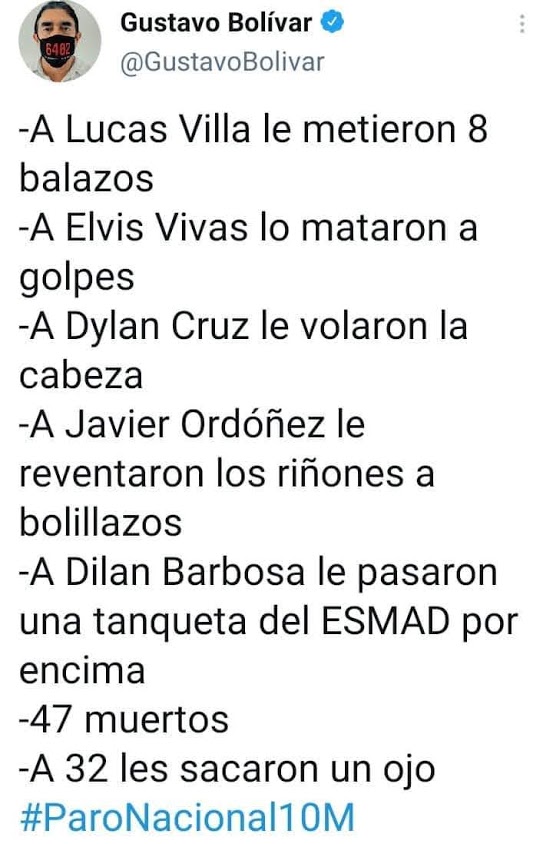 Gustavo Bolívar
@GustavoBolivar
6402
-A Lucas Villa le metieron 8
balazos
-A Elvis Vivas lo mataron a
golpes
-A Dylan Cruz le volaron la
cabeza
-A Javier Ordóñez le
reventaron los riñones a
bolillazos
-A Dilan Barbosa le pasaron
una tanqueta del ESMAD por
encima
-47 muertos
-A 32 les sacaron un ojo
#ParoNacional10M